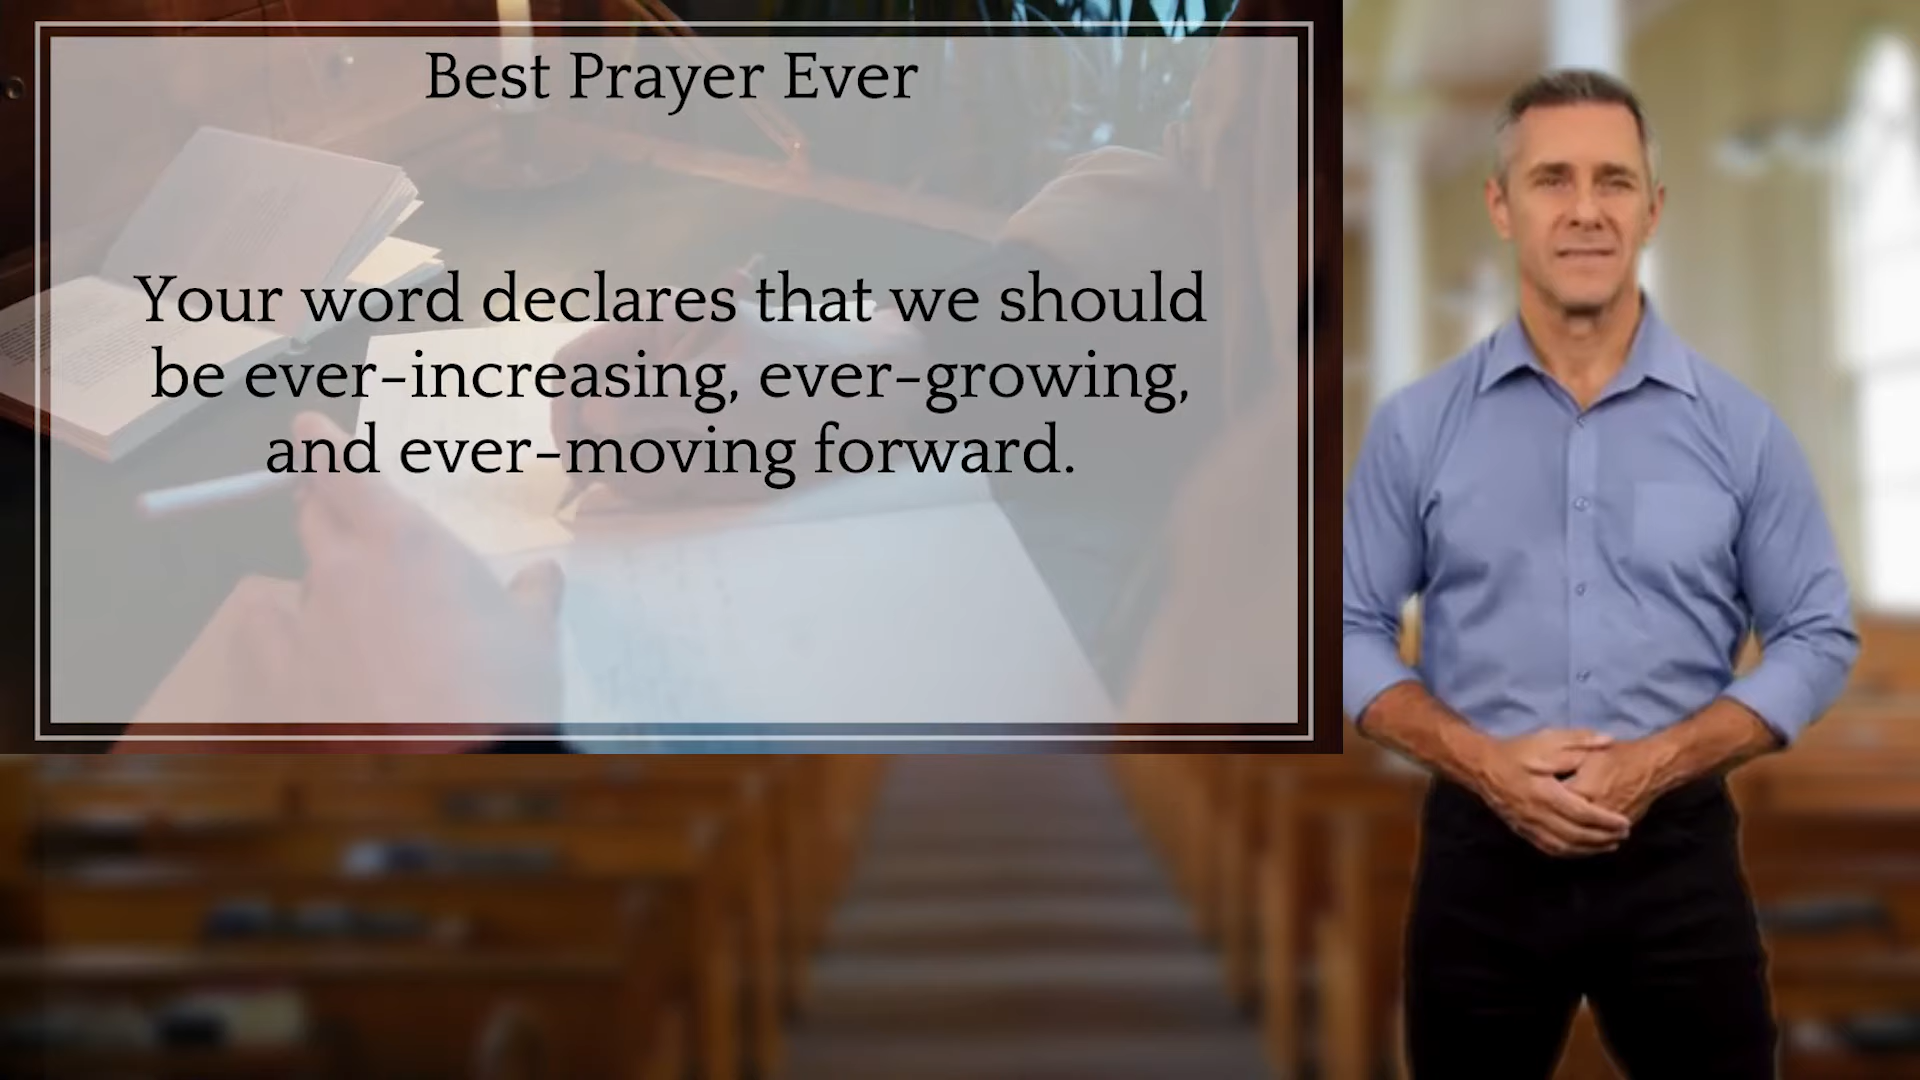 Best Prayer Ever
Your word declares that we should
be ever-increasing, ever-growing,
and ever-moving forward.